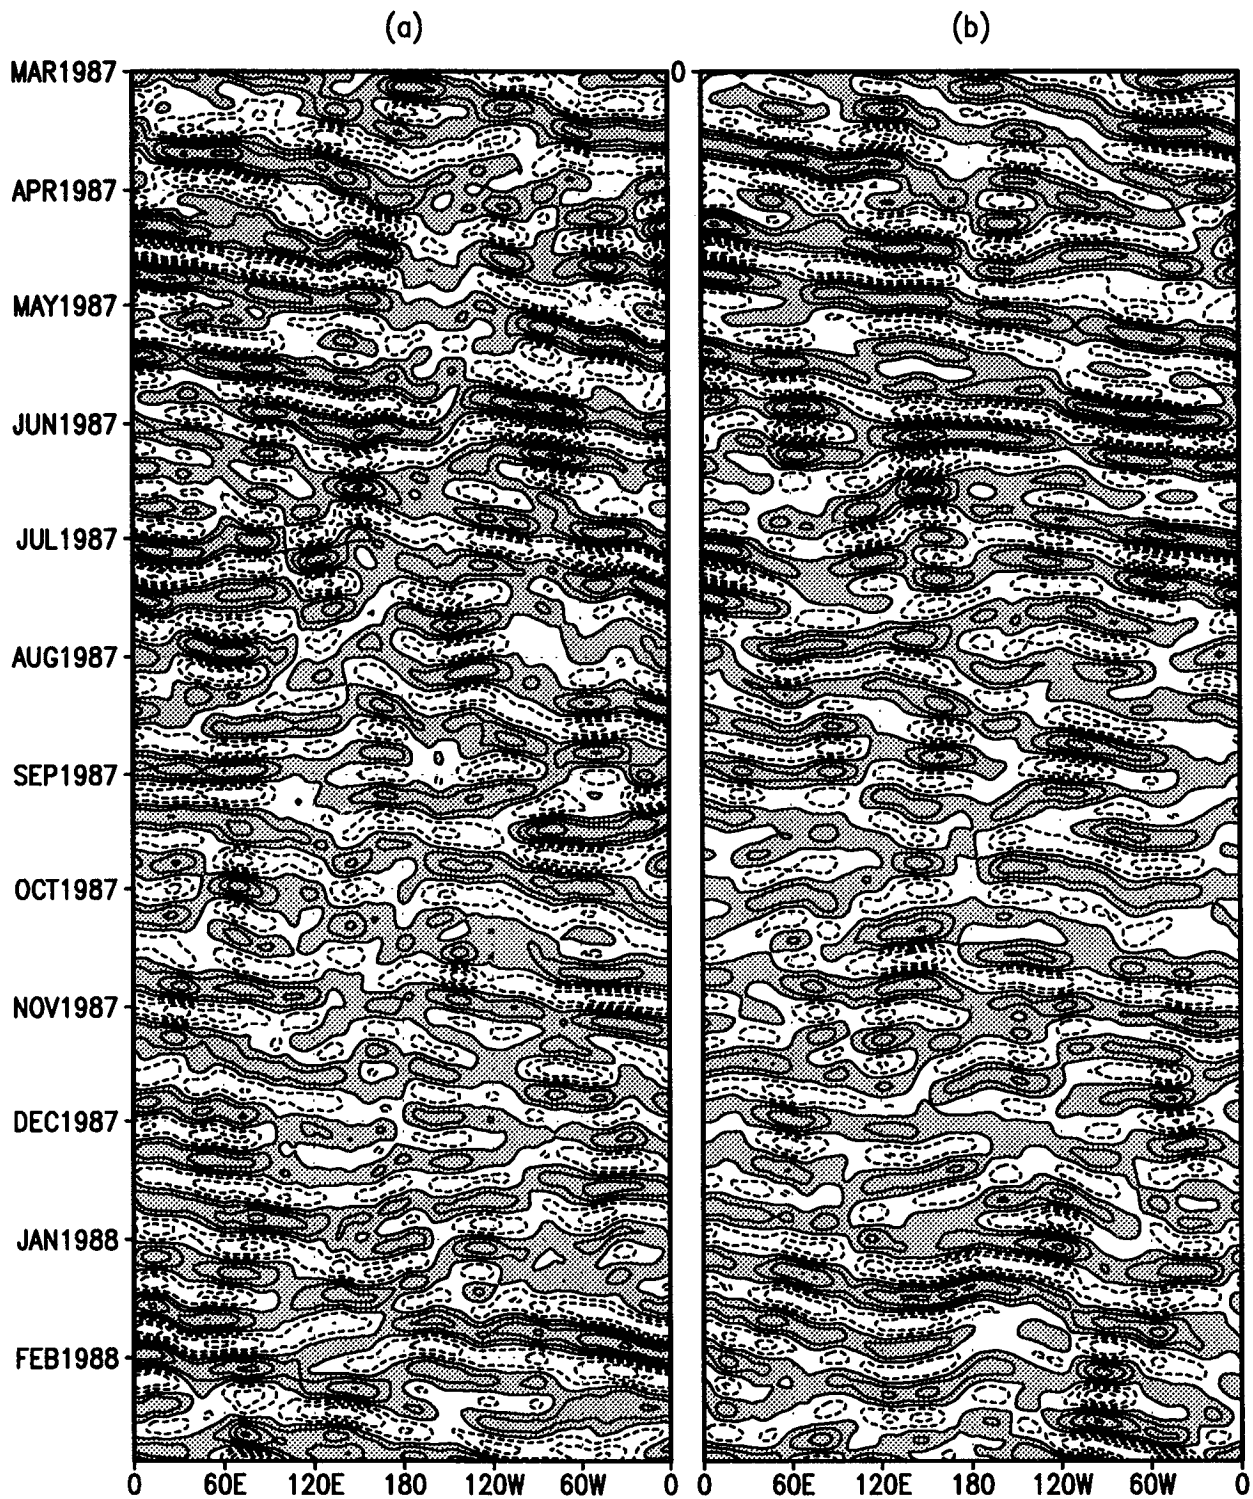 (a) (b)
MAR1987 0
APR1987
MAY1987
JUN1987
JUL1987
AUG1987
SEP1987
OCT1987
NOV1987
DEC1987
JAN1988
FEB1988
0 60E 120E 180 120W 60W 0 0 60E 120E 180 120W 60W 0